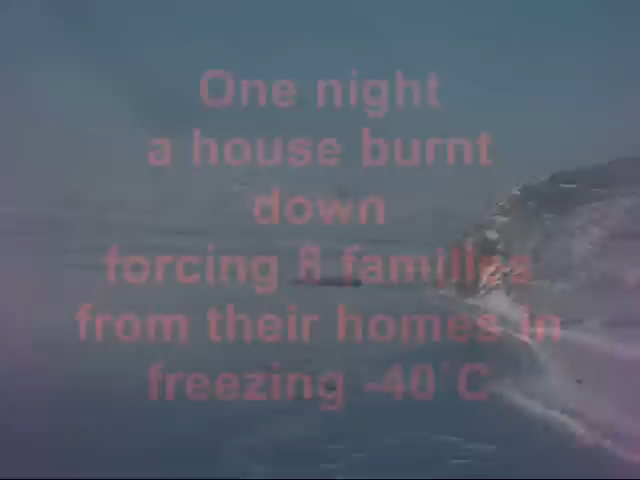 One night
a house burnt
down
forcing 8 families
from their homes in
freezing -40°C